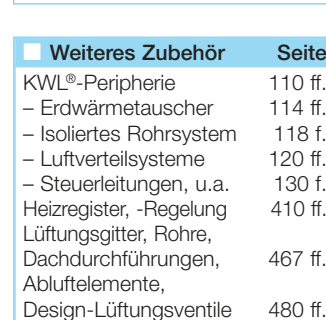 Weiteres Zubehör Seite
KWL®-Peripherie 110 ff.
– Erdwärmetauscher 114 ff.
– Isoliertes Rohrsystem 118 f.
– Luftverteilsysteme 120 ff.
– Steuerleitungen, u.a. 130 f.
Heizregister, -Regelung 410 ff.
Lüftungsgitter, Rohre,
Dachdurchführungen, 467 ff.
Abluftelemente,
Design-Lüftungsventile 480 ff.